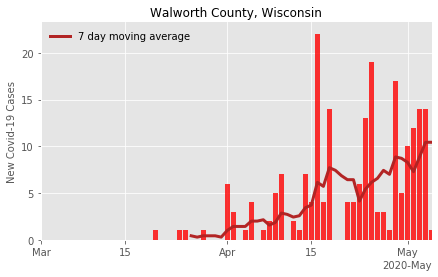 Walworth County, Wisconsin
7 day moving average
New Covid-19 Cases
20
15
10
5
0
Mar 15 Apr 15 May
2020-May